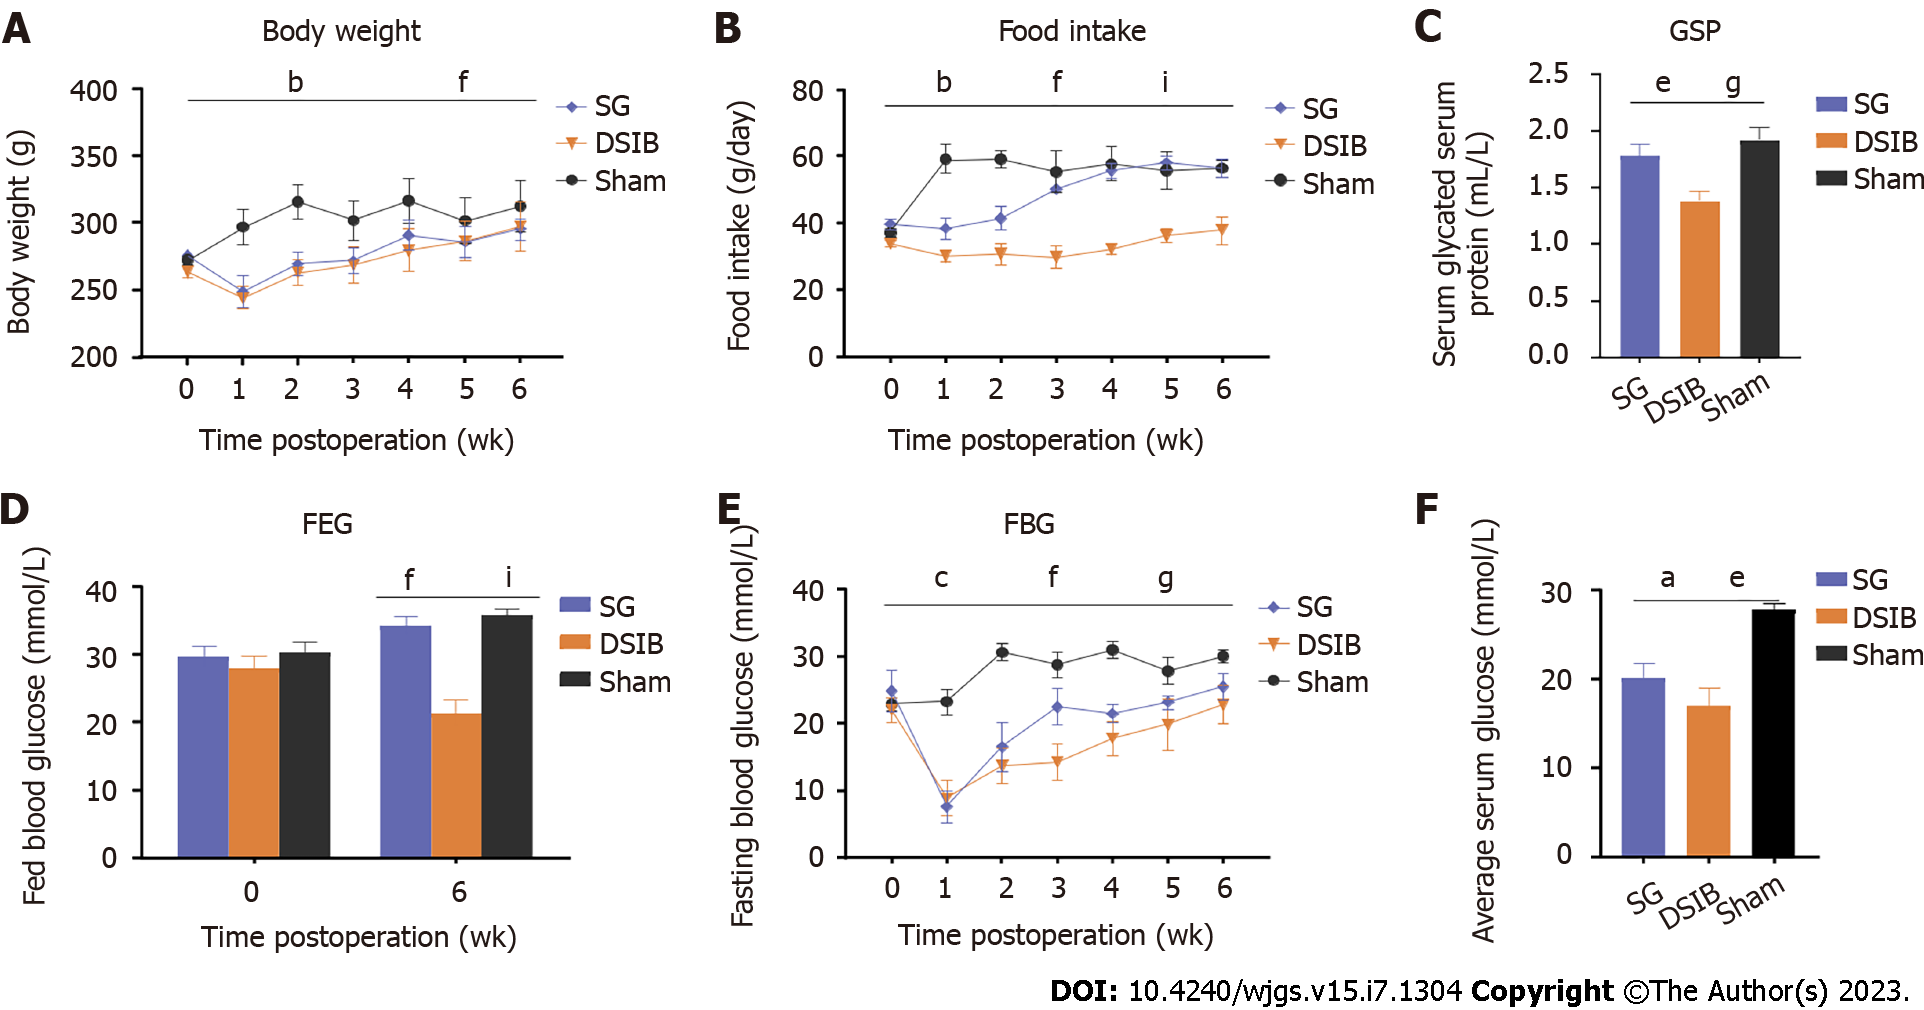 A
Body weight
b f
Body weight (g)
400
350
300
250
200
0 1 2 3 4 5 6
Time postoperation (wk)
SG
DSIB
Sham
B
Food intake
b f i
Food intake (g/day)
80
60
40
20
0
0 1 2 3 4 5 6
Time postoperation (wk)
SG
DSIB
Sham
C
GSP
e g
Serum glycated serum
protein (mL/L)
2.5
2.0
1.5
1.0
0.5
0.0
SG DSIB Sham
SG
DSIB
Sham
D
FEG
f i
Fed blood glucose (mmol/L)
40
30
20
10
0
0 6
Time postoperation (wk)
SG
DSIB
Sham
E
FBG
c f g
Fasting blood glucose (mmol/L)
40
30
20
10
0
0 1 2 3 4 5 6
Time postoperation (wk)
SG
DSIB
Sham
F
a e
Average serum glucose (mmol/L)
30
20
10
0
SG DSIB Sham
SG
DSIB
Sham
DOI: 10.4240/wjgs.v15.i7.1304 Copyright ©The Author(s) 2023.